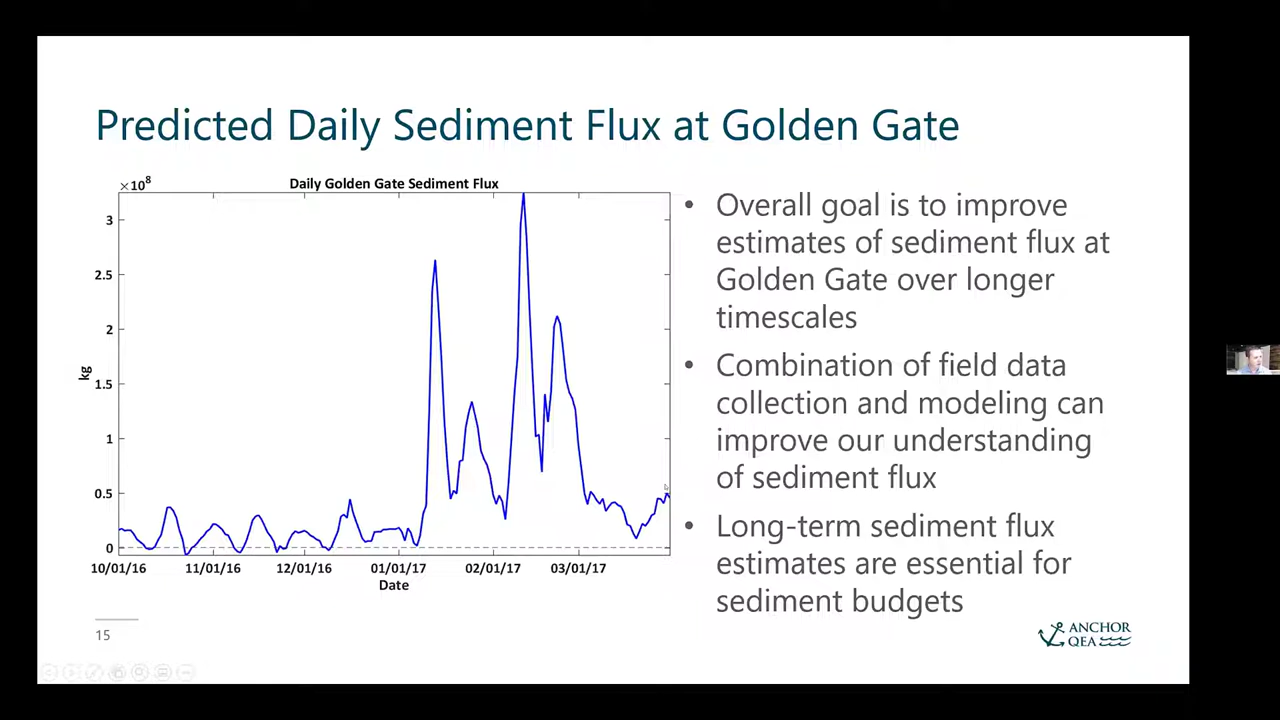 Predicted Daily Sediment Flux at Golden Gate
×10⁸
Daily Golden Gate Sediment Flux
3
2.5
2
1.5
1
0.5
0
kg
10/01/16 11/01/16 12/01/16 01/01/17 02/01/17 03/01/17
Date
• Overall goal is to improve
estimates of sediment flux at
Golden Gate over longer
timescales
• Combination of field data
collection and modeling can
improve our understanding
of sediment flux
• Long-term sediment flux
estimates are essential for
sediment budgets
15
ANCHOR
QEA